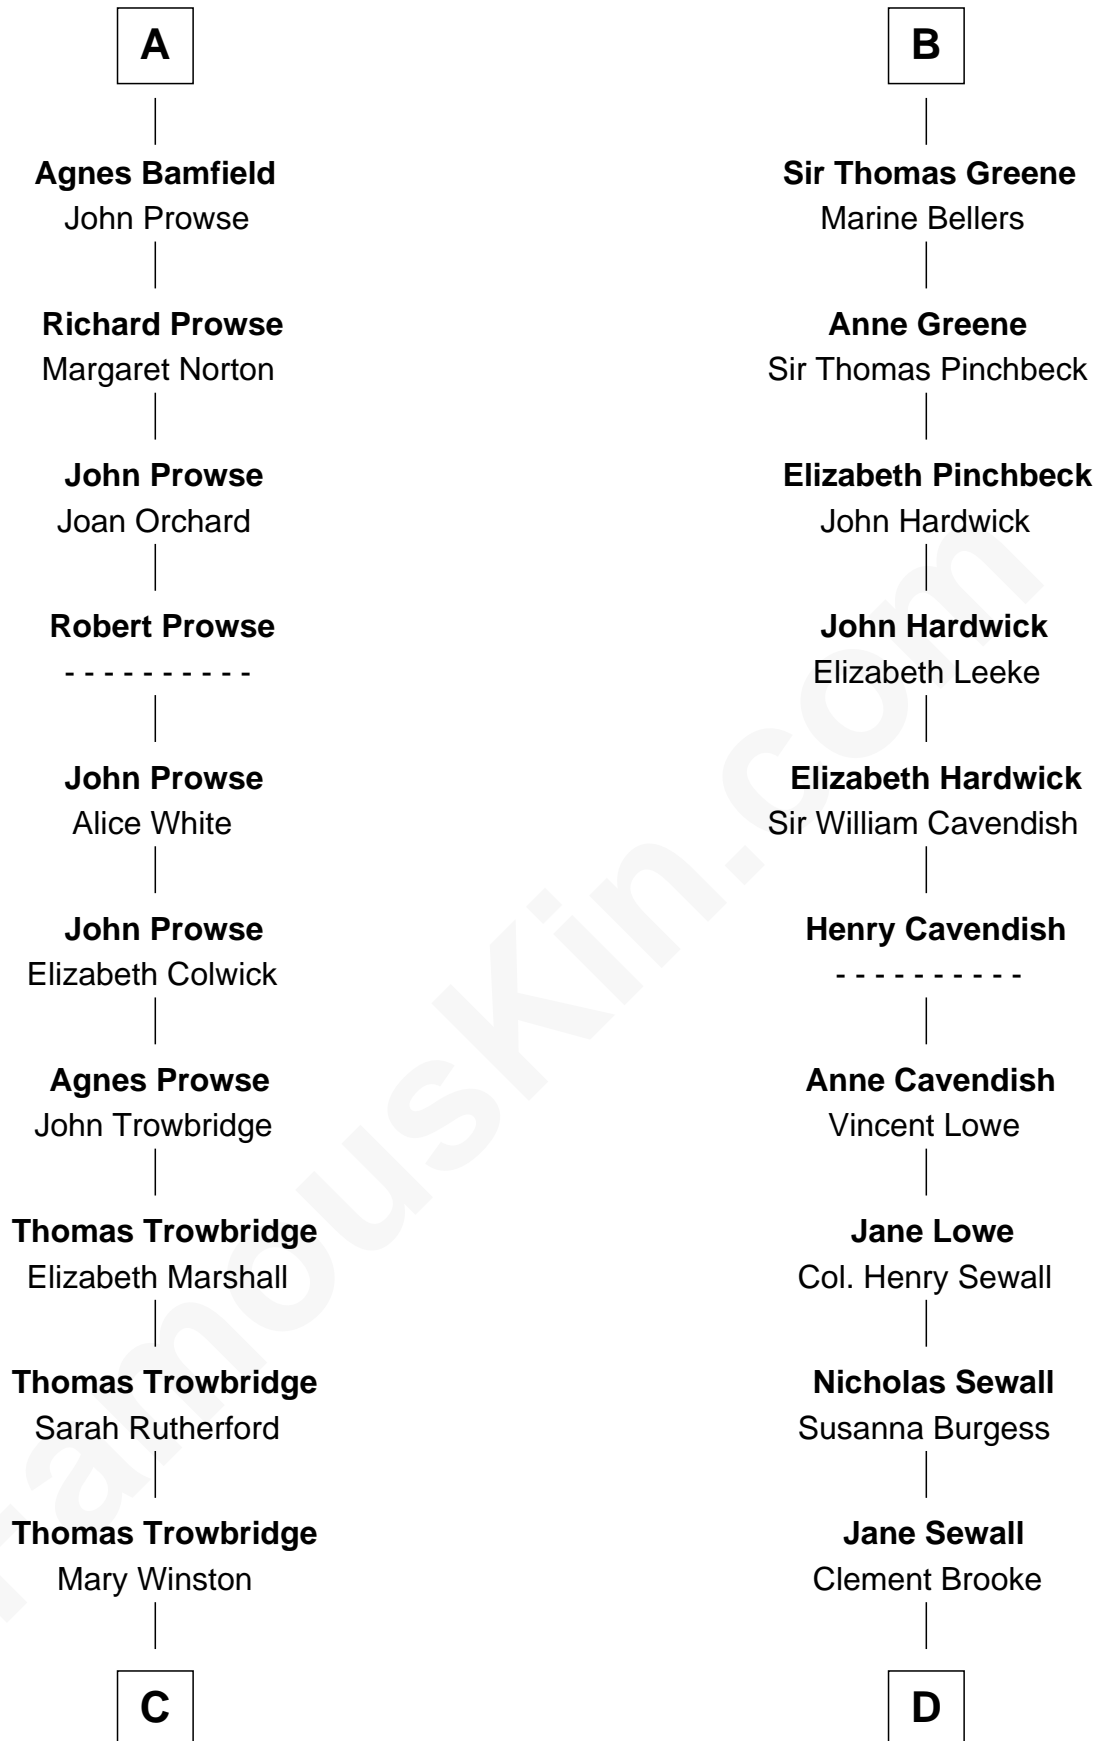 A
Agnes Bamfield
John Prowse
Richard Prowse
Margaret Norton
John Prowse
Joan Orchard
Robert Prowse
- - - - - - - - - -
John Prowse
Alice White
John Prowse
Elizabeth Colwick
Agnes Prowse
John Trowbridge
Thomas Trowbridge
Elizabeth Marshall
Thomas Trowbridge
Sarah Rutherford
Thomas Trowbridge
Mary Winston
C
B
Sir Thomas Greene
Marine Bellers
Anne Greene
Sir Thomas Pinchbeck
Elizabeth Pinchbeck
John Hardwick
John Hardwick
Elizabeth Leeke
Elizabeth Hardwick
Sir William Cavendish
Henry Cavendish
- - - - - - - - - -
Anne Cavendish
Vincent Lowe
Jane Lowe
Col. Henry Sewall
Nicholas Sewall
Susanna Burgess
Jane Sewall
Clement Brooke
D
FamousKin.com